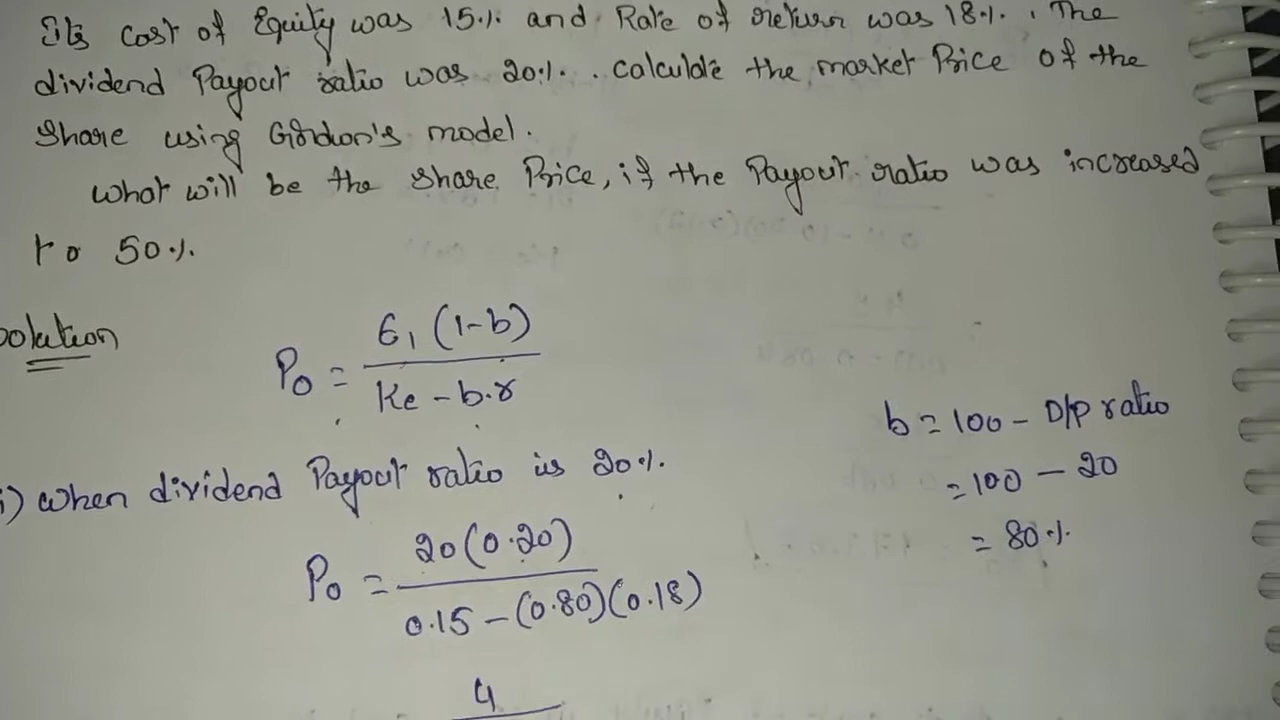 Its cost of Equity was 15%. and Rate of return was 18%. The
dividend Payout ratio was 20%. calculate the market Price of the
Share using Gordon's model.
What will be the share Price, if the Payout ratio was increased
to 50%.
Solution
P₀ = E₁ (1-b) / Ke - b.r
b = 100 - D/P ratio
= 100 - 20
= 80%.
i) When dividend Payout ratio is 20%.
P₀ = 20(0.20) / 0.15 - (0.80)(0.18)
4